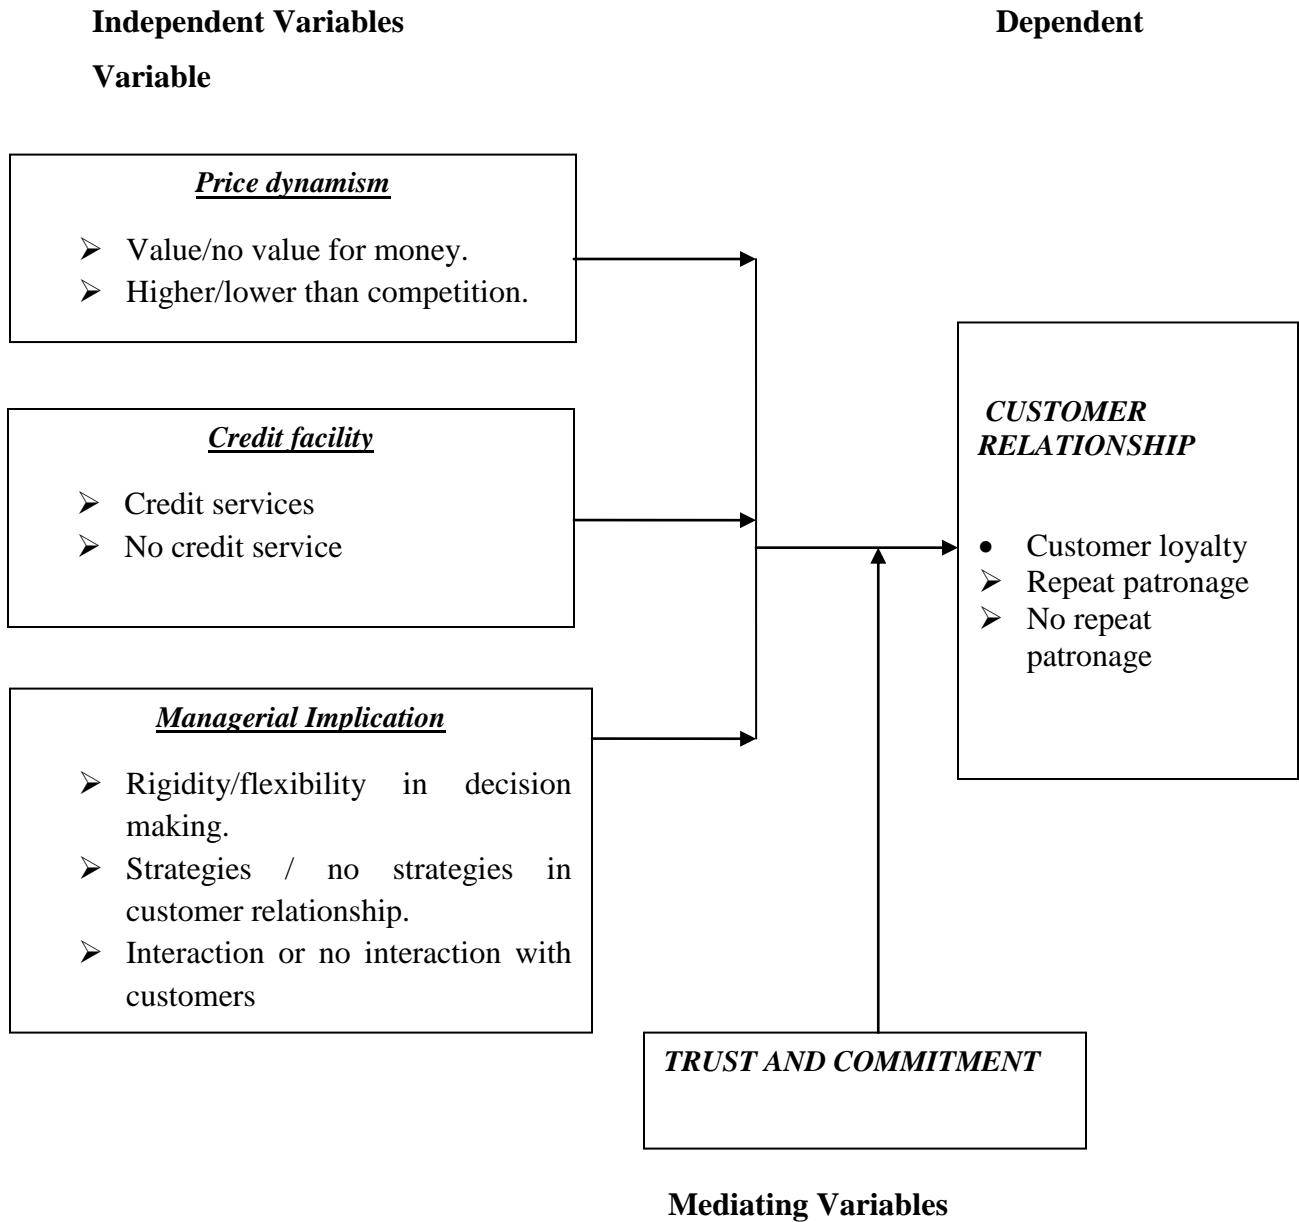 Independent Variables Dependent
Variable
Price dynamism
➢ Value/no value for money.
➢ Higher/lower than competition.
Credit facility
➢ Credit services
➢ No credit service
Managerial Implication
➢ Rigidity/flexibility in decision
making.
➢ Strategies / no strategies in
customer relationship.
➢ Interaction or no interaction with
customers
CUSTOMER
RELATIONSHIP
• Customer loyalty
➢ Repeat patronage
➢ No repeat
patronage
TRUST AND COMMITMENT
Mediating Variables